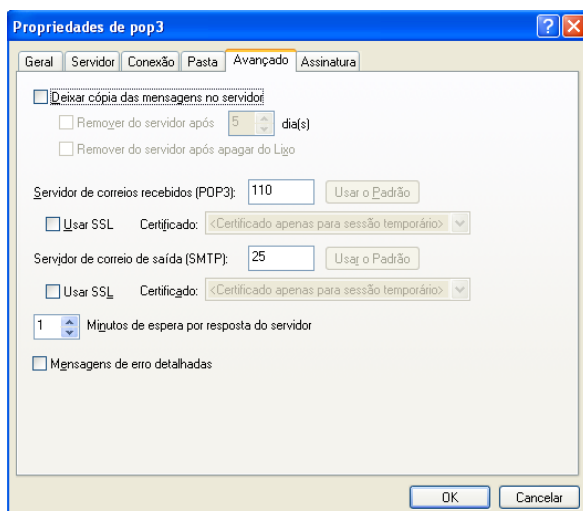 Propriedades de pop3
Geral Servidor Conexão Pasta Avançado Assinatura
Deixar cópia das mensagens no servidor
Remover do servidor após 5 dia(s)
Remover do servidor após apagar do Lixo
Servidor de correios recebidos (POP3): 110 Usar o Padrão
Usar SSL Certificado: <Certificado apenas para sessão temporário>
Servidor de correio de saída (SMTP): 25 Usar o Padrão
Usar SSL Certificado: <Certificado apenas para sessão temporário>
1 Minutos de espera por resposta do servidor
Mensagens de erro detalhadas
OK Cancelar